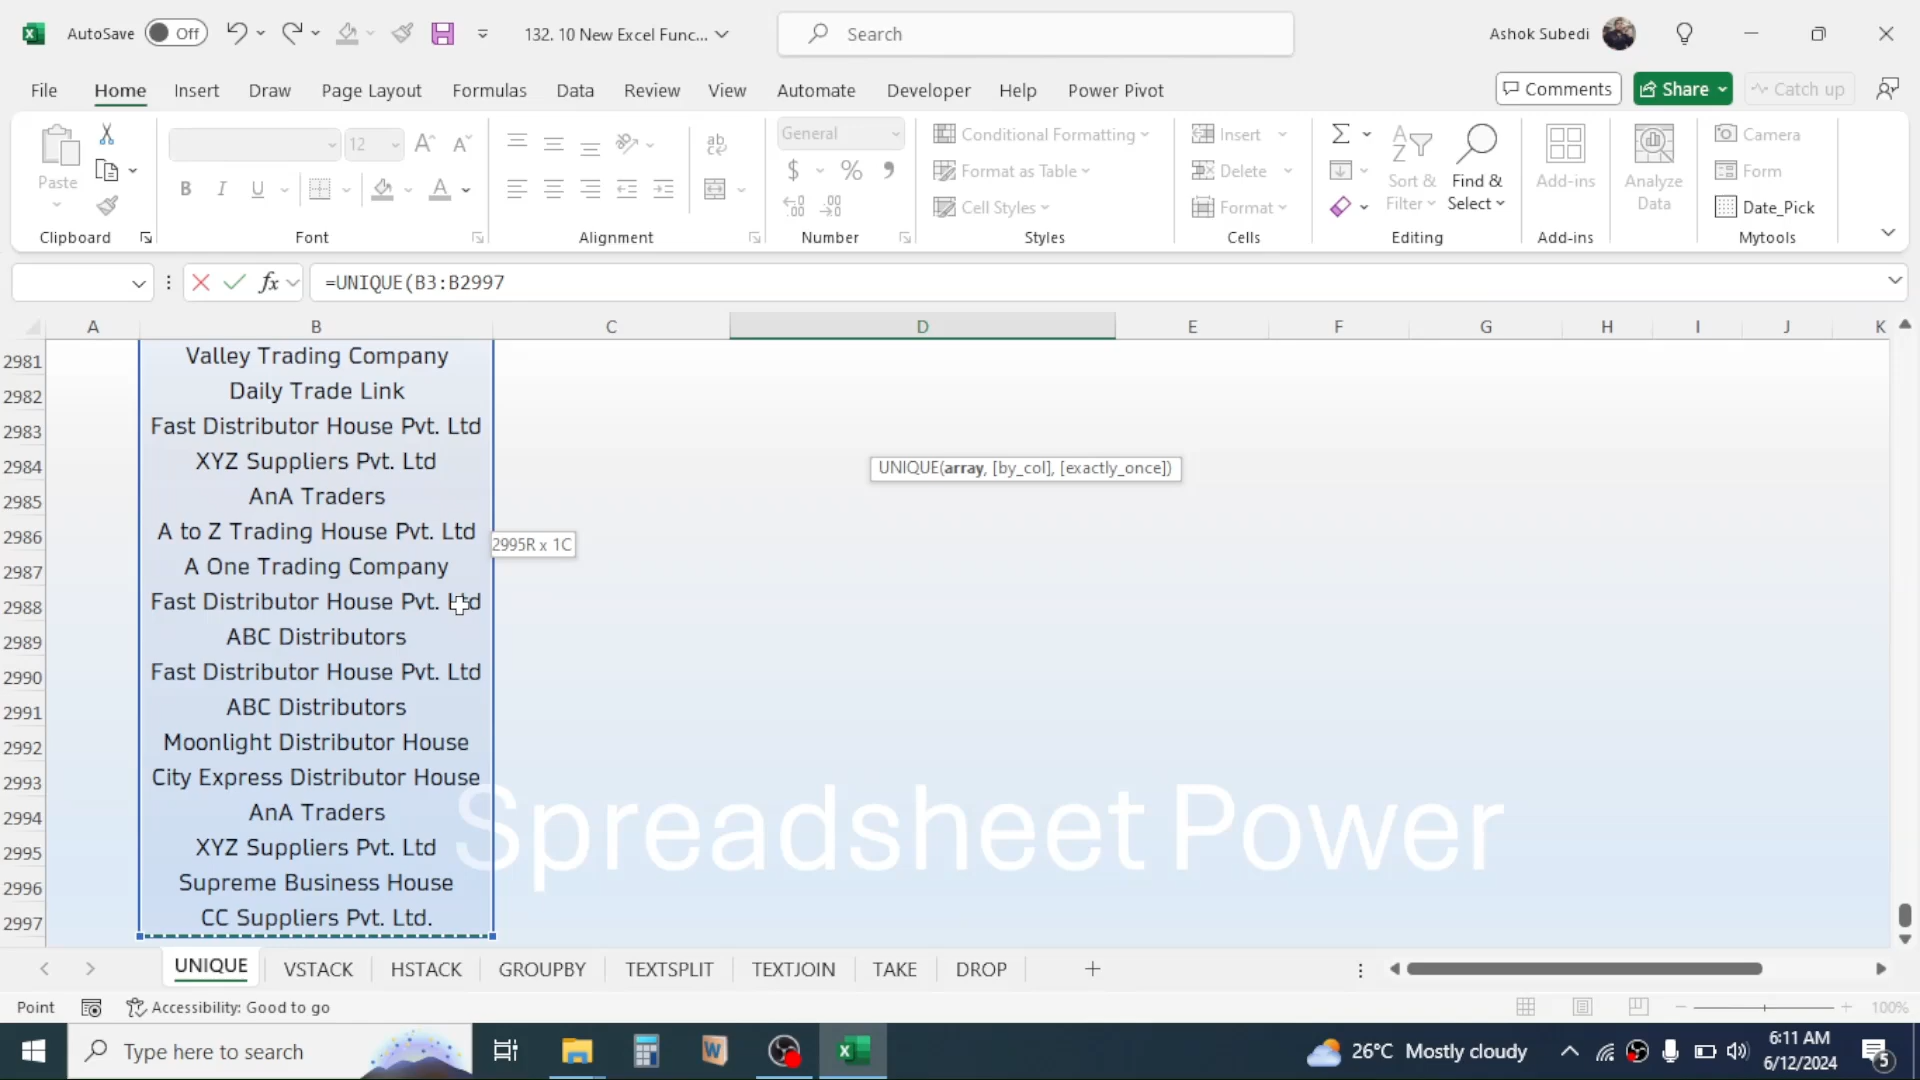 AutoSave Off
132. 10 New Excel Func...
Search
Ashok Subedi
File Home Insert Draw Page Layout Formulas Data Review View Automate Developer Help Power Pivot
Comments Share Catch up
Paste
12
General
Conditional Formatting
Format as Table
Cell Styles
Insert
Delete
Format
Sort & Filter
Find & Select
Add-ins
Analyze Data
Camera
Form
Date_Pick
Clipboard Font Alignment Number Styles Cells Editing Add-ins Mytools
fx =UNIQUE(B3:B2997
A B C D E F G H I J K
2981 Valley Trading Company
2982 Daily Trade Link
2983 Fast Distributor House Pvt. Ltd
2984 XYZ Suppliers Pvt. Ltd
UNIQUE(array, [by_col], [exactly_once])
2985 AnA Traders
2986 A to Z Trading House Pvt. Ltd
2995R x 1C
2987 A One Trading Company
2988 Fast Distributor House Pvt. Ltd
2989 ABC Distributors
2990 Fast Distributor House Pvt. Ltd
2991 ABC Distributors
2992 Moonlight Distributor House
2993 City Express Distributor House
2994 AnA Traders
2995 XYZ Suppliers Pvt. Ltd
2996 Supreme Business House
2997 CC Suppliers Pvt. Ltd.
Spreadsheet Power
UNIQUE VSTACK HSTACK GROUPBY TEXTSPLIT TEXTJOIN TAKE DROP
Point Accessibility: Good to go 100%
Type here to search
26°C Mostly cloudy
6:11 AM
6/12/2024
5